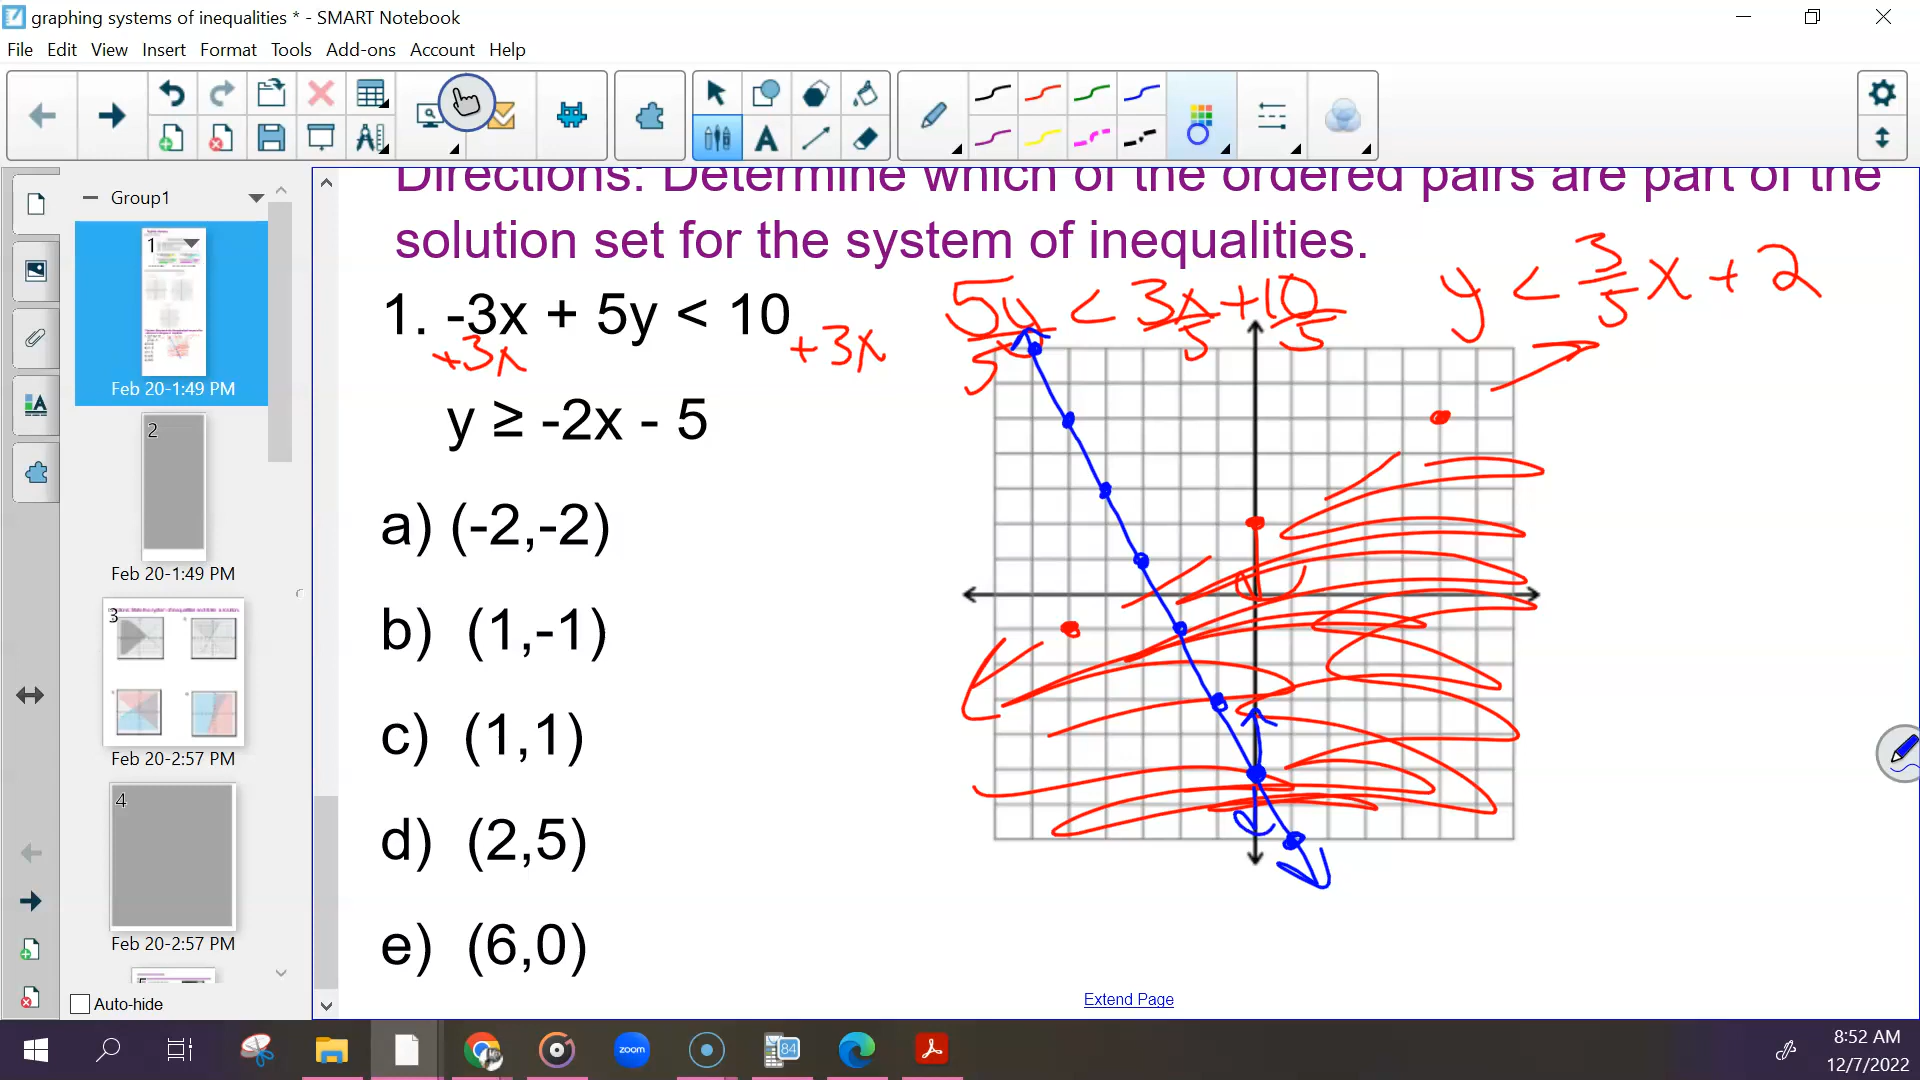 graphing systems of inequalities * - SMART Notebook
File Edit View Insert Format Tools Add-ons Account Help
Group1
1
Feb 20-1:49 PM
2
Feb 20-1:49 PM
3
Feb 20-2:57 PM
4
Feb 20-2:57 PM
Auto-hide
Directions: Determine which of the ordered pairs are part of the
solution set for the system of inequalities.
1. -3x + 5y < 10
+3x +3x
5y/5 < 3x/5 + 10/5
y < 3/5 x + 2
y ≥ -2x - 5
a) (-2,-2)
b) (1,-1)
c) (1,1)
d) (2,5)
e) (6,0)
Extend Page
zoom
84
8:52 AM
12/7/2022